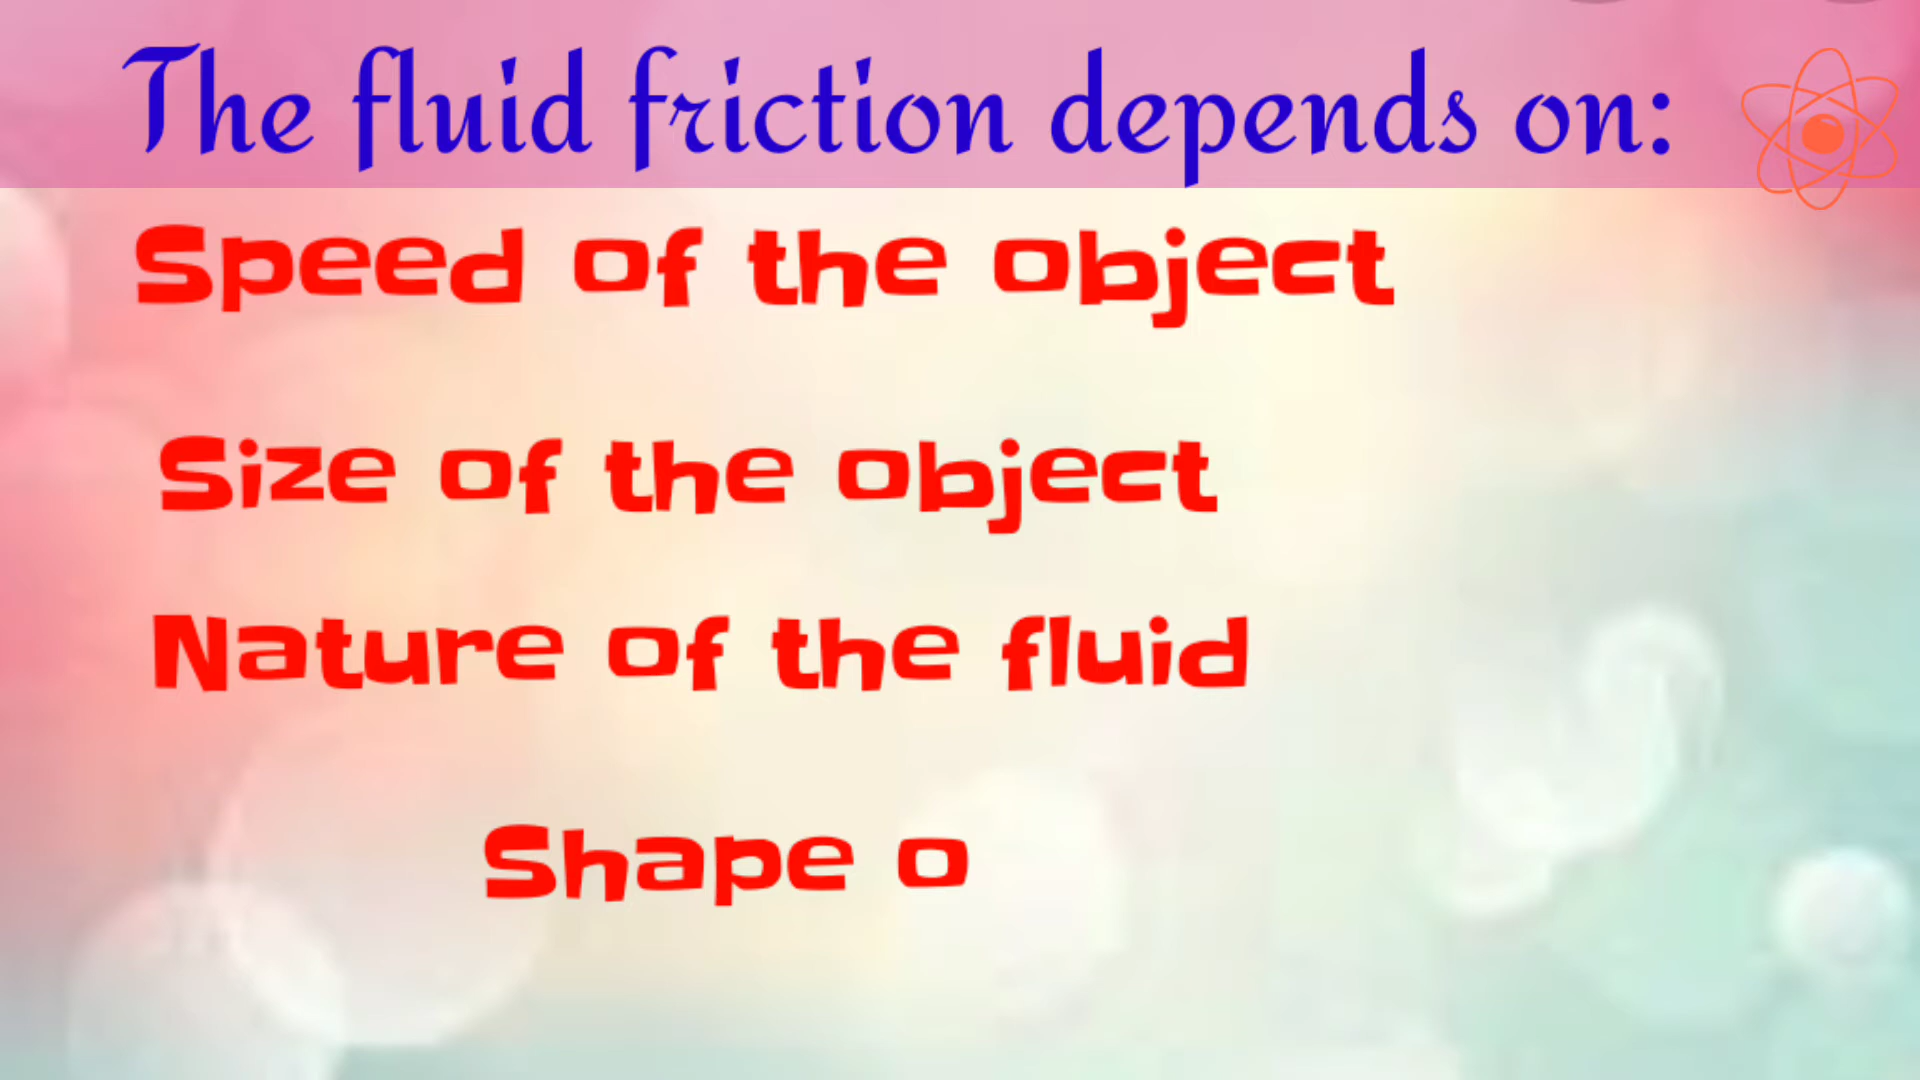 The fluid friction depends on:
Speed of the object
Size of the object
Nature of the fluid
Shape o